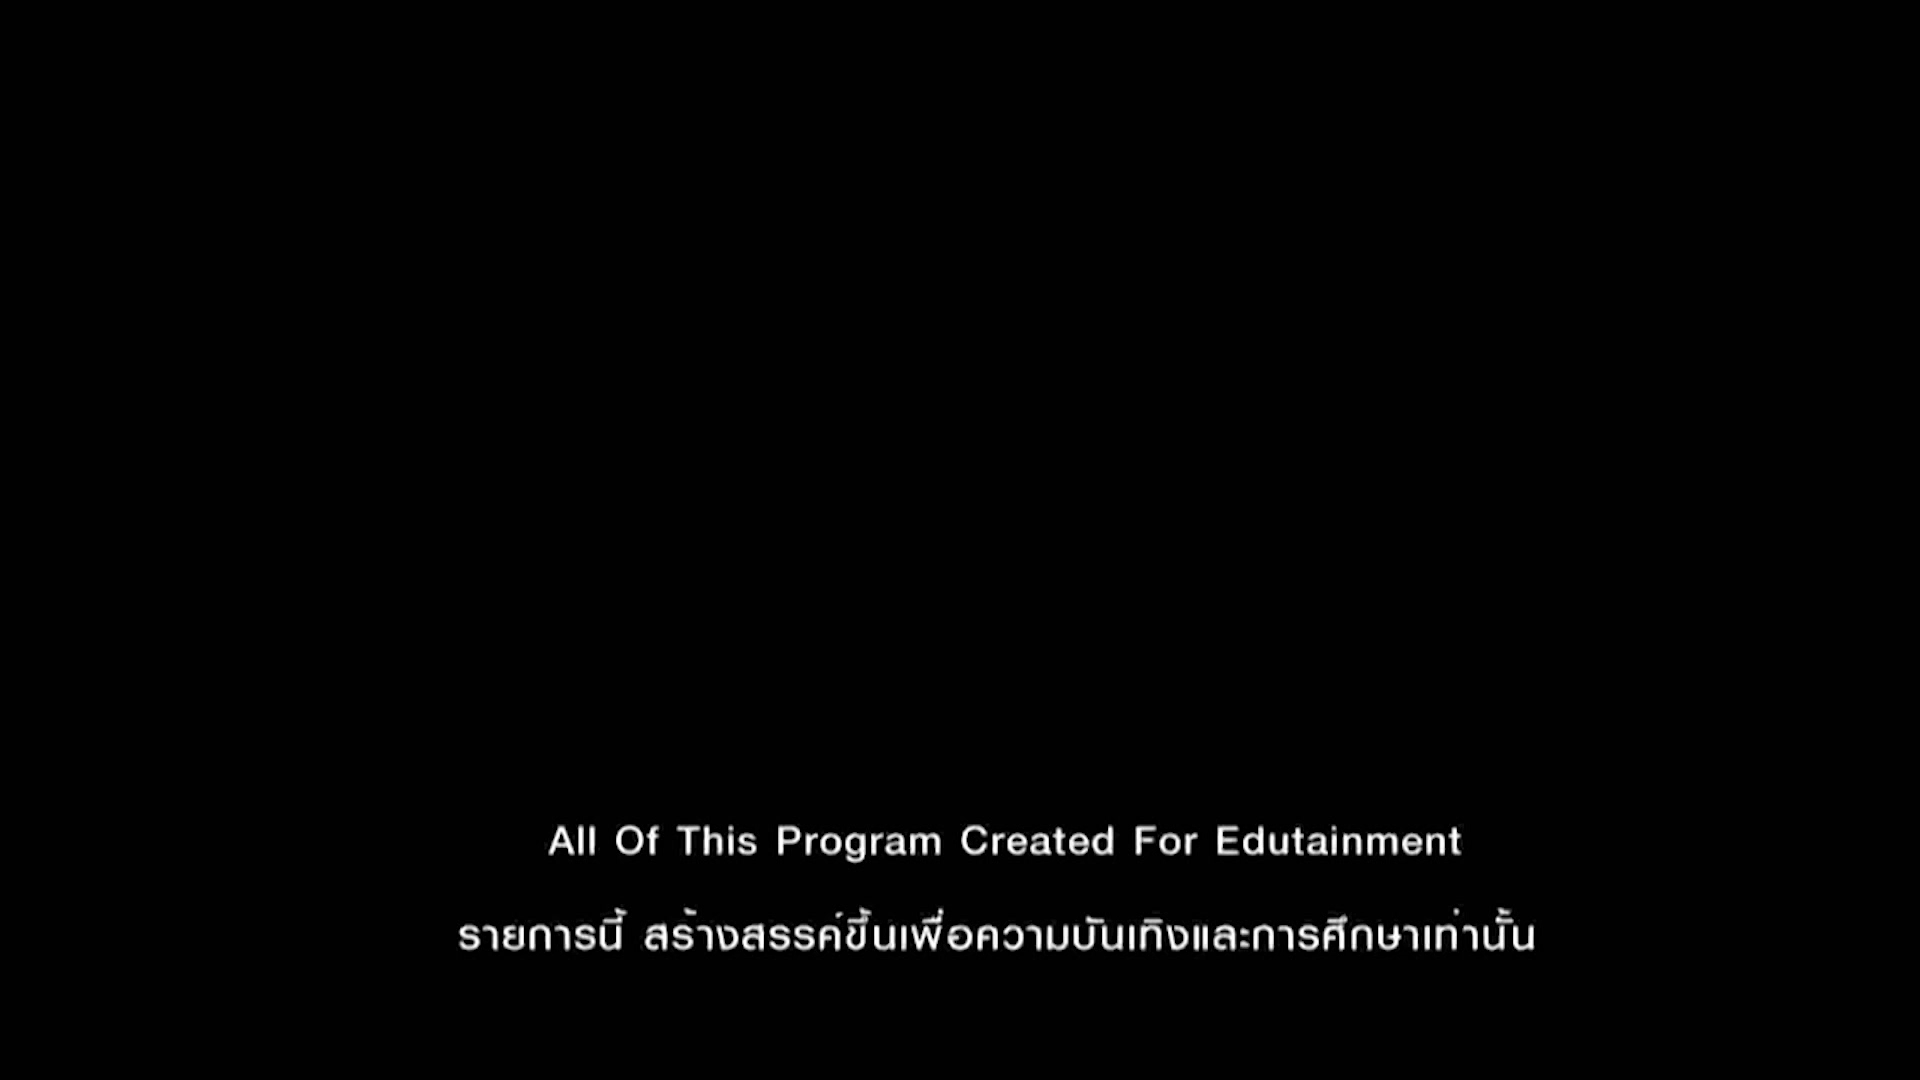 All Of This Program Created For Edutainment
รายการนี้ สร้างสรรค์ขึ้นเพื่อความบันเทิงและการศึกษาเท่านั้น